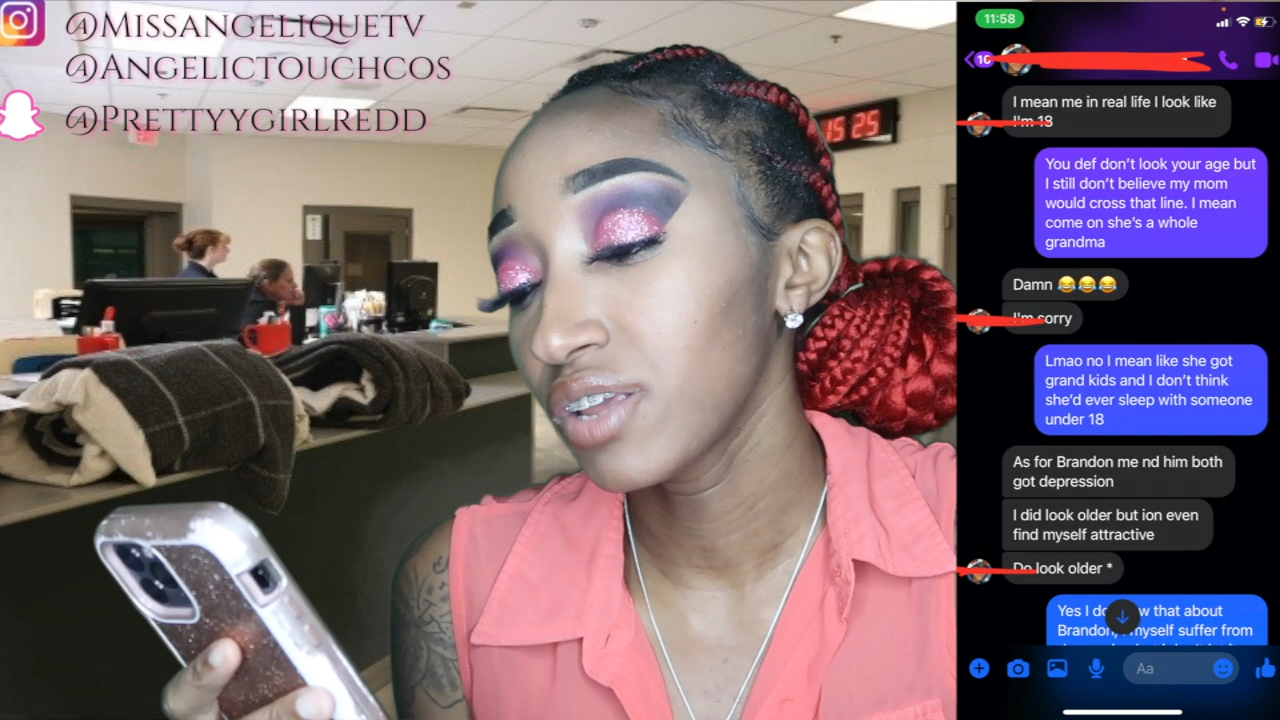 @MISSANGELIQUETV
@ANGELICTOUCHCOS
@PRETTYYGIRLREDD
15 25
11:58
10
I mean me in real life I look like
I'm 18
You def don't look your age but
I still don't believe my mom
would cross that line. I mean
come on she's a whole
grandma
Damn 😂😂😂
I'm sorry
Lmao no I mean like she got
grand kids and I don't think
she'd ever sleep with someone
under 18
As for Brandon me nd him both
got depression
I did look older but ion even
find myself attractive
Do look older *
Yes I do that about
Brandon, myself suffer from
Aa